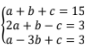 a + b + c = 15
2a + b − c = 3
a − 3b + c = 3